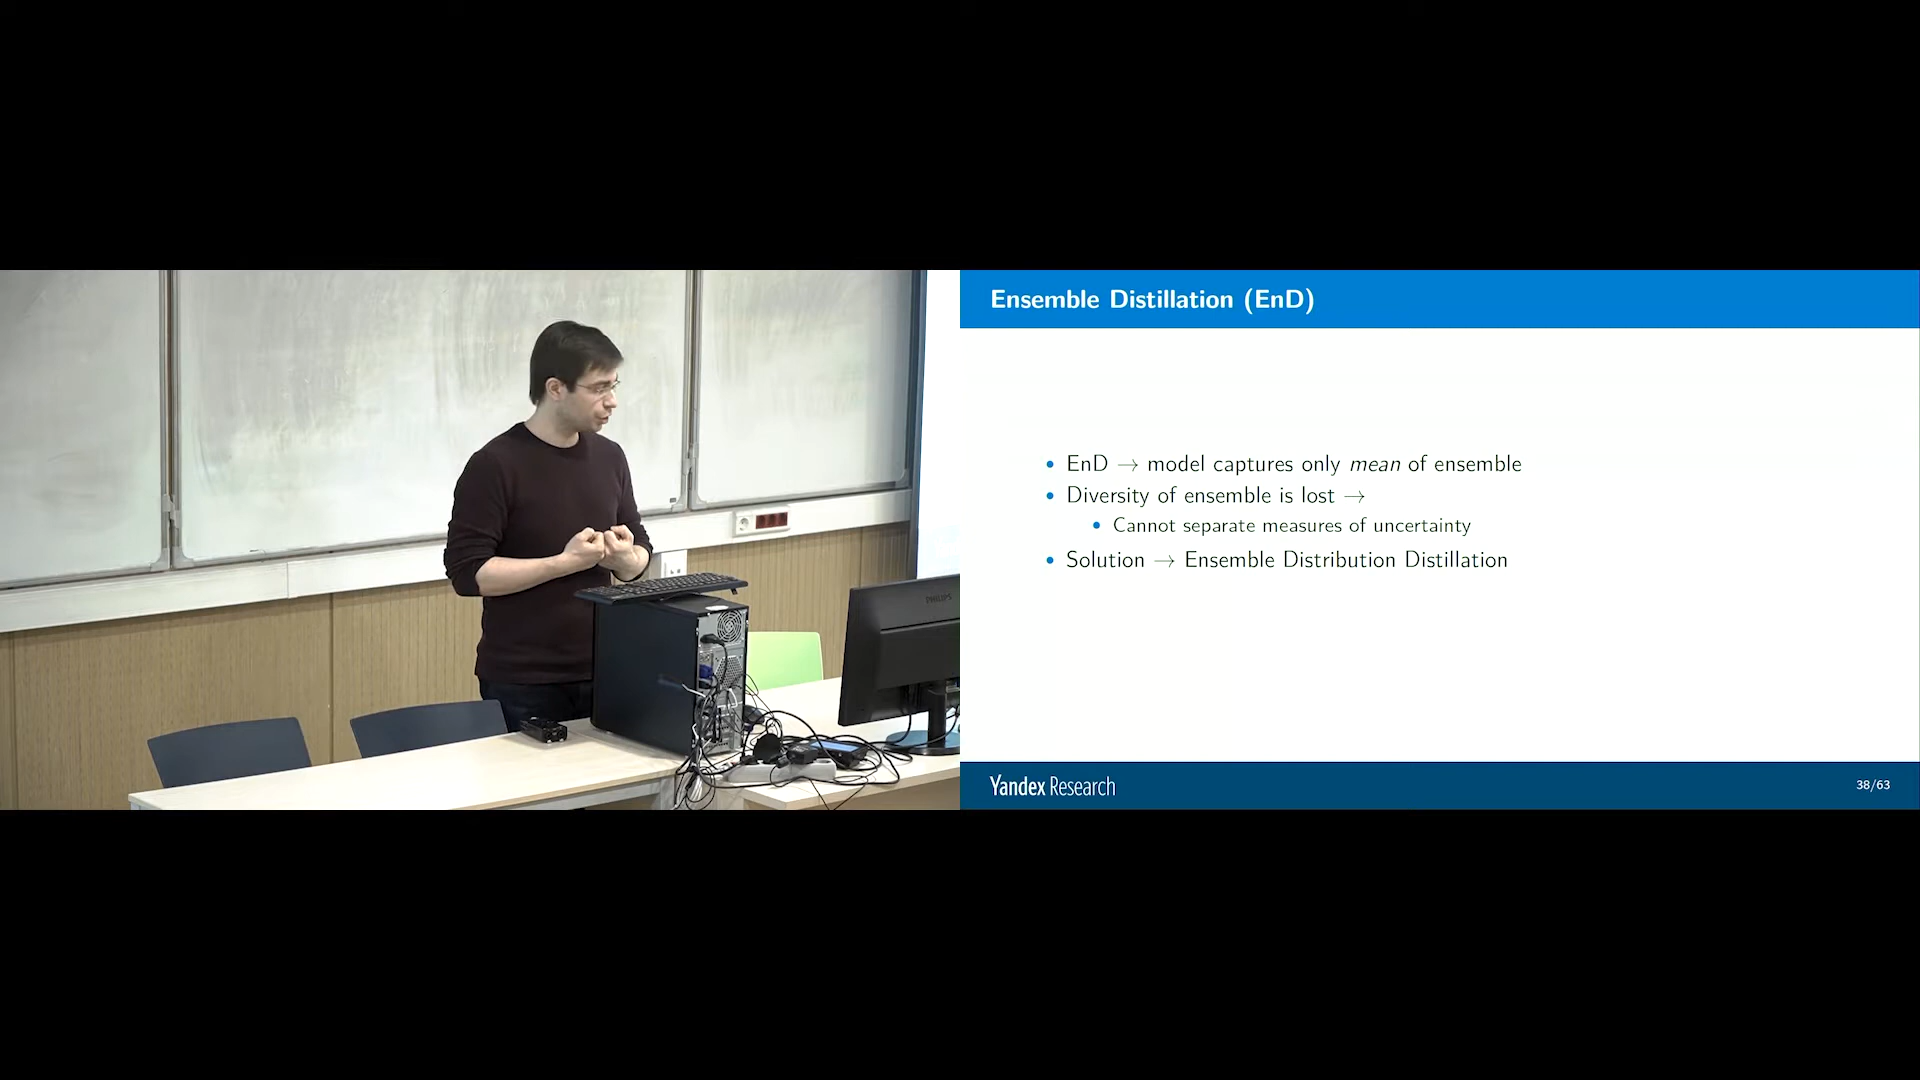 Ensemble Distillation (EnD)
• EnD → model captures only mean of ensemble
• Diversity of ensemble is lost →
• Cannot separate measures of uncertainty
• Solution → Ensemble Distribution Distillation
Yandex Research
38/63
PHILIPS